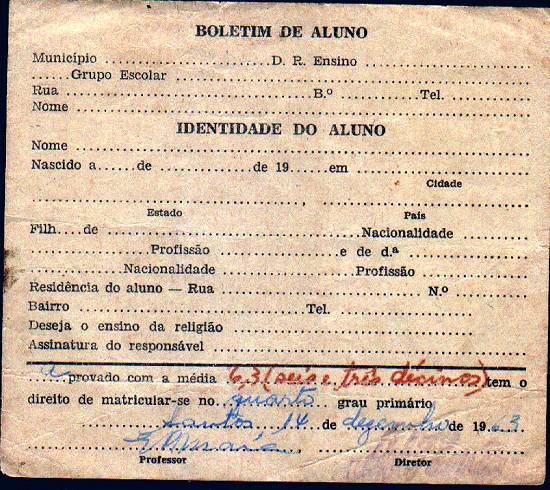 BOLETIM DE ALUNO
Município ............ D. R. Ensino ............
......Grupo Escolar ............
Rua ............ B.º ............ Tel. ............
Nome ............
IDENTIDADE DO ALUNO
Nome ............
Nascido a......de ............ de 19 ......em ............
Cidade
Estado País
Filh....de ............ Nacionalidade
............ Profissão ............ e de d.ª ............
............ Nacionalidade ............ Profissão ............
Residência do aluno — Rua ............ N.º ............
Bairro ............ Tel. ............
Deseja o ensino da religião ............
Assinatura do responsável ............
a provado com a média 6,3 (seis e três décimos) tem o
direito de matricular-se no quarto grau primário
Santos 14 de dezembro de 1963
Professor Diretor